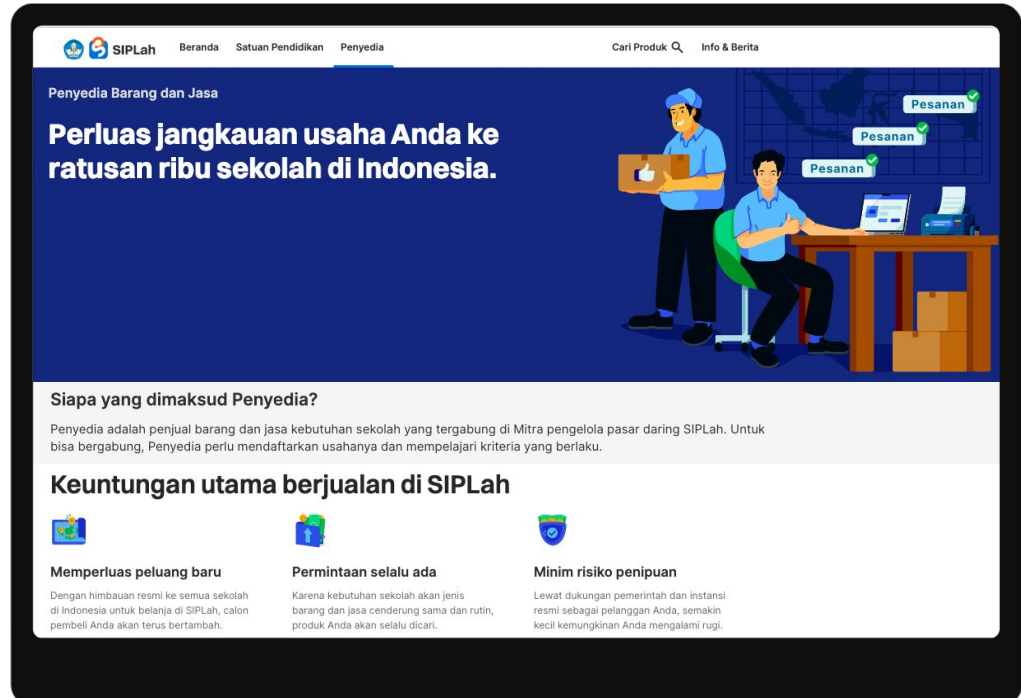 SIPLah Beranda Satuan Pendidikan Penyedia Cari Produk Info & Berita
Penyedia Barang dan Jasa
Perluas jangkauan usaha Anda ke
ratusan ribu sekolah di Indonesia.
Pesanan
Pesanan
Pesanan
Siapa yang dimaksud Penyedia?
Penyedia adalah penjual barang dan jasa kebutuhan sekolah yang tergabung di Mitra pengelola pasar daring SIPLah. Untuk
bisa bergabung, Penyedia perlu mendaftarkan usahanya dan mempelajari kriteria yang berlaku.
Keuntungan utama berjualan di SIPLah
Memperluas peluang baru
Dengan himbauan resmi ke semua sekolah
di Indonesia untuk belanja di SIPLah, calon
pembeli Anda akan terus bertambah.
Permintaan selalu ada
Karena kebutuhan sekolah akan jenis
barang dan jasa cenderung sama dan rutin,
produk Anda akan selalu dicari.
Minim risiko penipuan
Lewat dukungan pemerintah dan instansi
resmi sebagai pelanggan Anda, semakin
kecil kemungkinan Anda mengalami rugi.